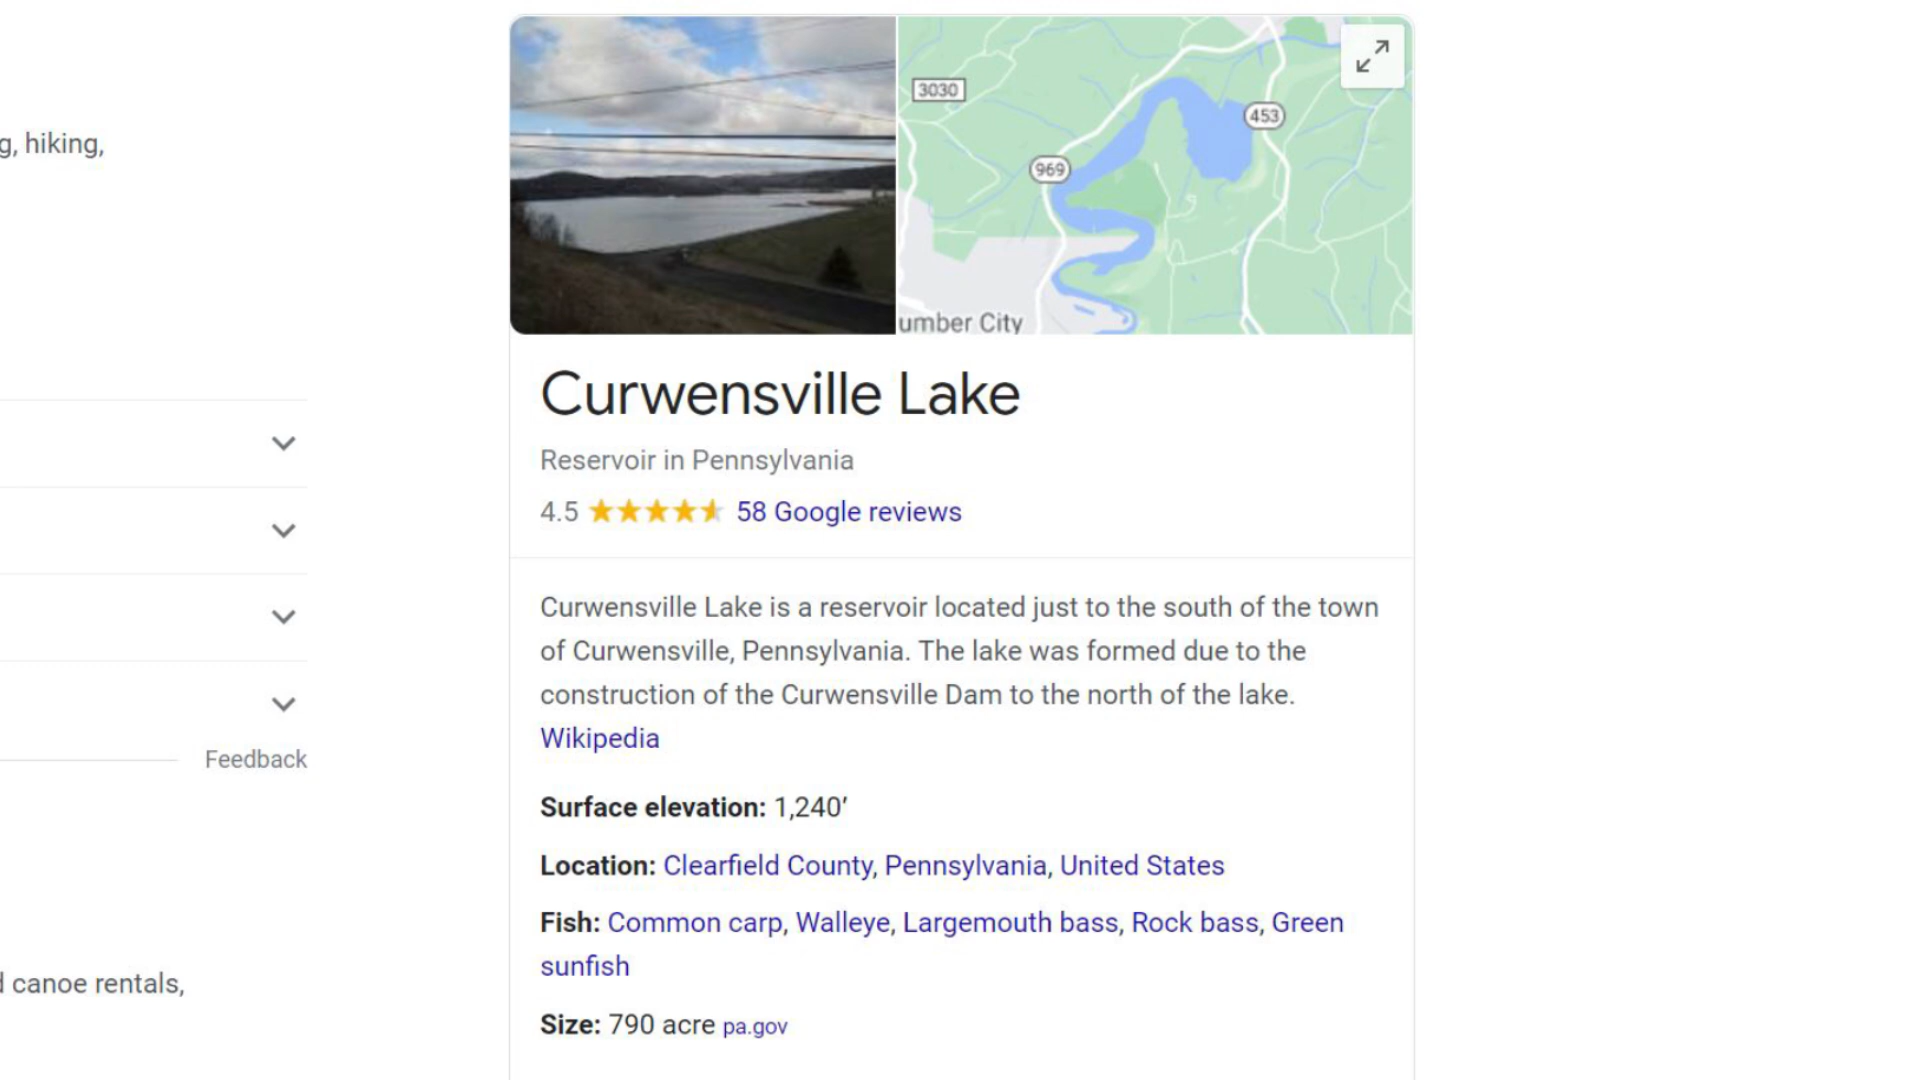 g, hiking,
Feedback
canoe rentals,
3030
453
969
umber City
Curwensville Lake
Reservoir in Pennsylvania
4.5 58 Google reviews
Curwensville Lake is a reservoir located just to the south of the town
of Curwensville, Pennsylvania. The lake was formed due to the
construction of the Curwensville Dam to the north of the lake.
Wikipedia
Surface elevation: 1,240′
Location: Clearfield County, Pennsylvania, United States
Fish: Common carp, Walleye, Largemouth bass, Rock bass, Green
sunfish
Size: 790 acre pa.gov